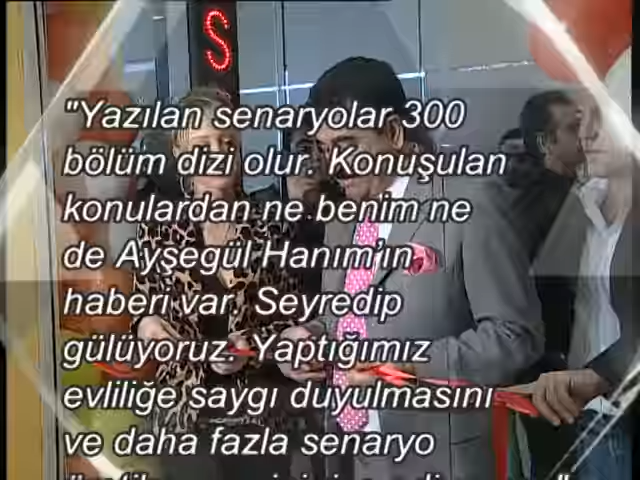 S
"Yazılan senaryolar 300
bölüm dizi olur. Konuşulan
konulardan ne benim ne
de Ayşegül Hanım'ın
haberi var. Seyredip
gülüyoruz. Yaptığımız
evliliğe saygı duyulmasını
ve daha fazla senaryo